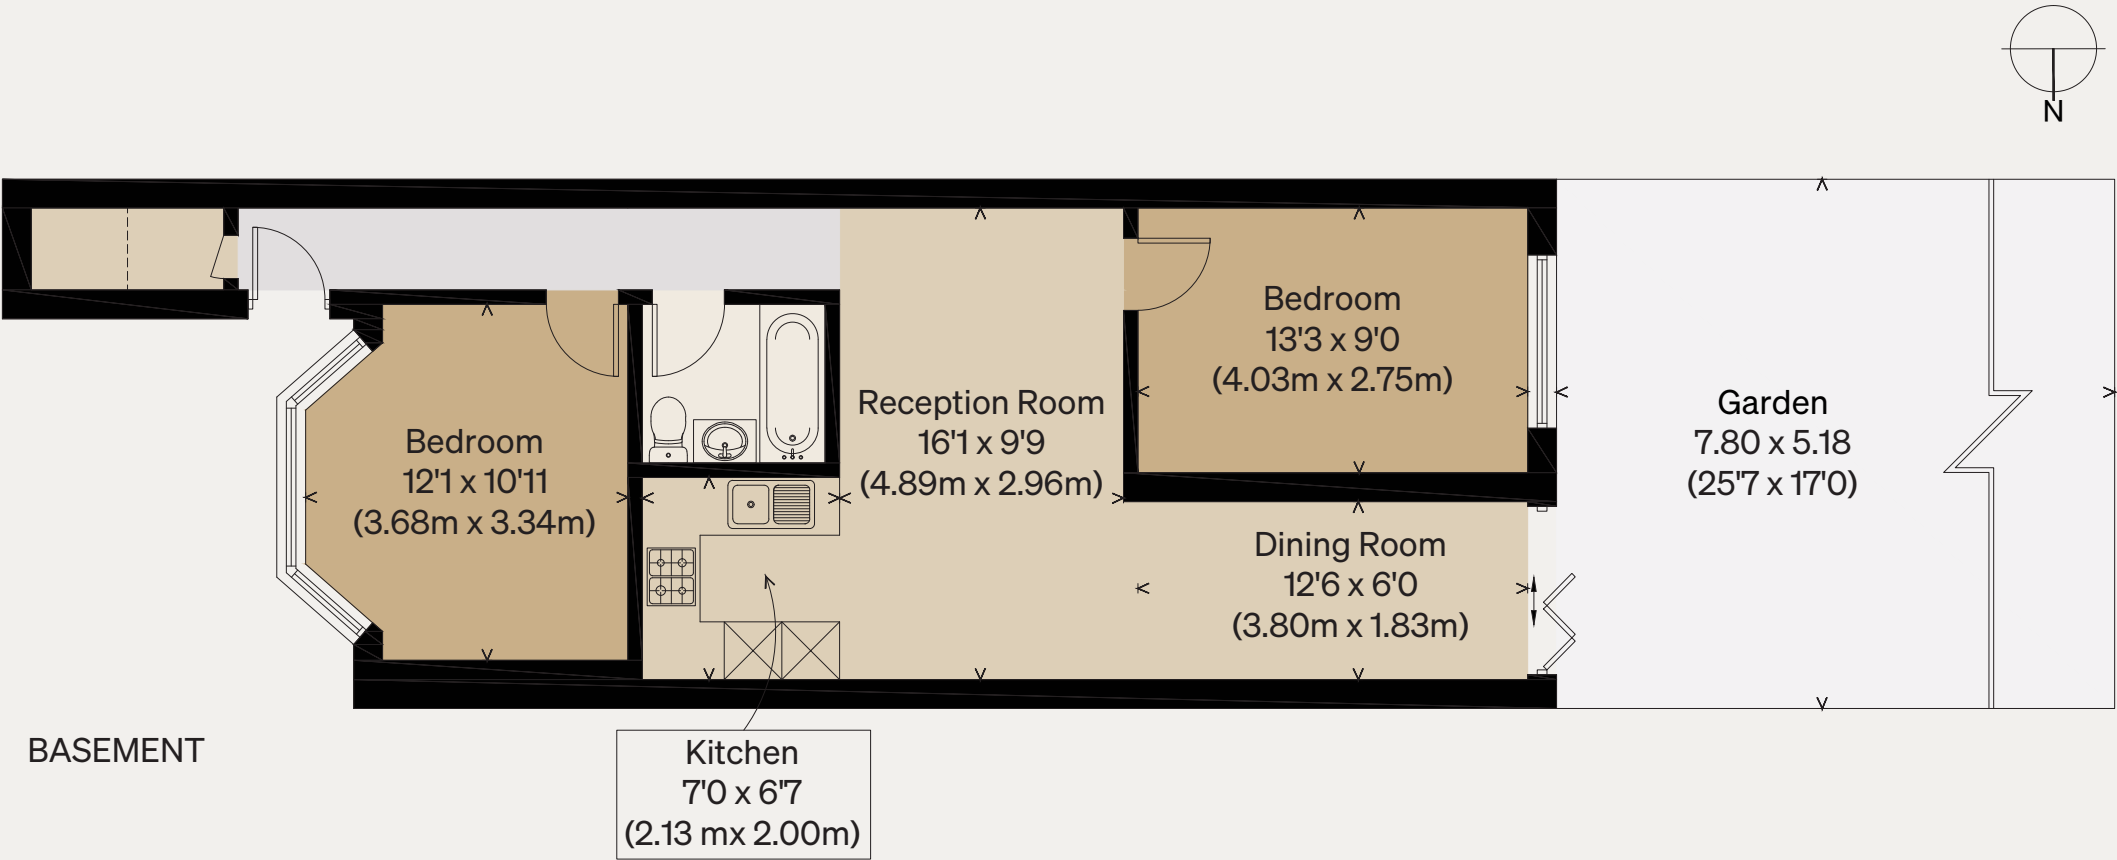 N
Bedroom
13'3 x 9'0
(4.03m x 2.75m)
Reception Room
16'1 x 9'9
(4.89m x 2.96m)
Garden
7.80 x 5.18
(25'7 x 17'0)
Bedroom
12'1 x 10'11
(3.68m x 3.34m)
Dining Room
12'6 x 6'0
(3.80m x 1.83m)
BASEMENT
Kitchen
7'0 x 6'7
(2.13 mx 2.00m)